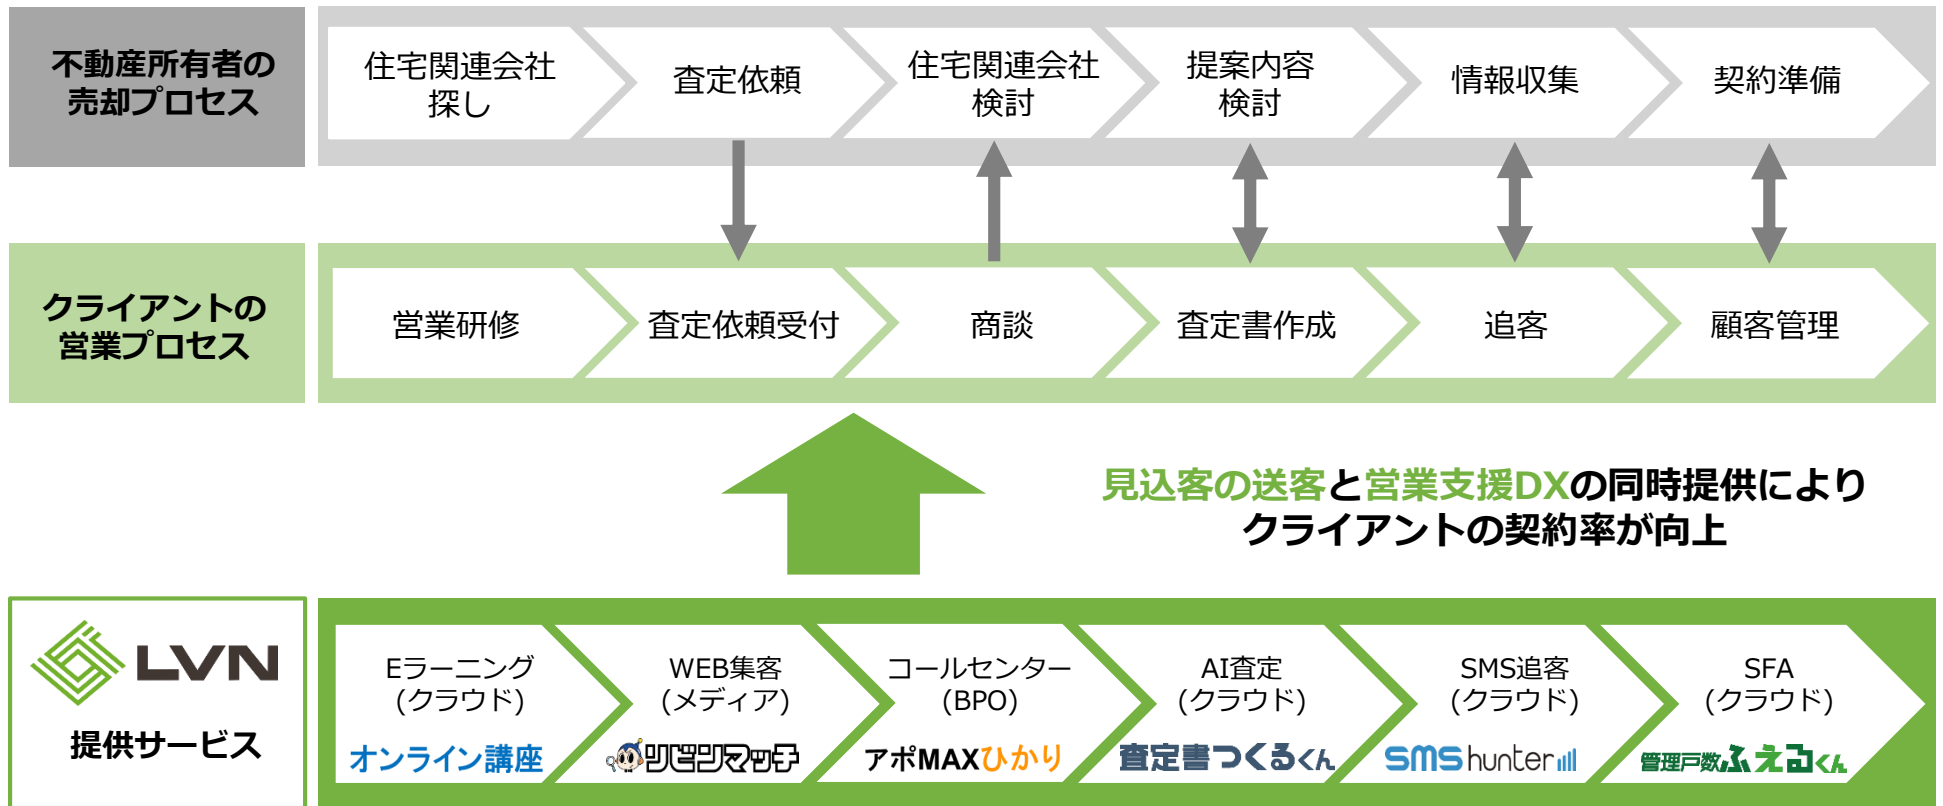 不動産所有者の
売却プロセス
住宅関連会社
探し
査定依頼
住宅関連会社
検討
提案内容
検討
情報収集
契約準備
クライアントの
営業プロセス
営業研修
査定依頼受付
商談
査定書作成
追客
顧客管理
見込客の送客と営業支援DXの同時提供により
クライアントの契約率が向上
LVN
提供サービス
Eラーニング
(クラウド)
オンライン講座
WEB集客
(メディア)
リビンマッチ
コールセンター
(BPO)
アポMAXひかり
AI査定
(クラウド)
査定書つくるくん
SMS追客
(クラウド)
SMShunter
SFA
(クラウド)
管理戸数ふえるくん